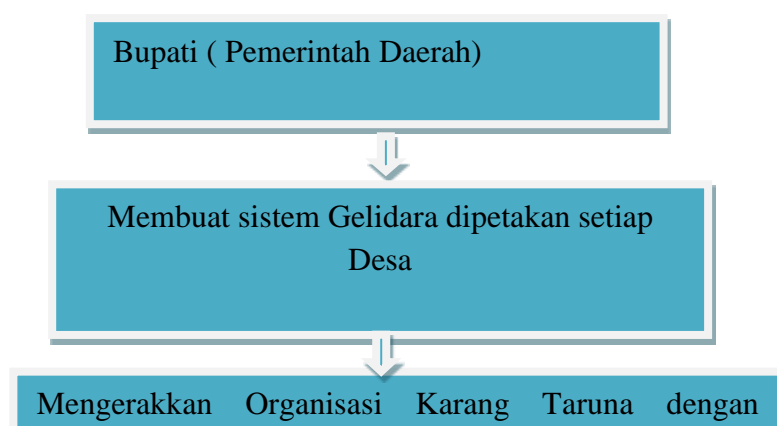 Bupati ( Pemerintah Daerah)
Membuat sistem Gelidara dipetakan setiap
Desa
Mengerakkan Organisasi Karang Taruna dengan